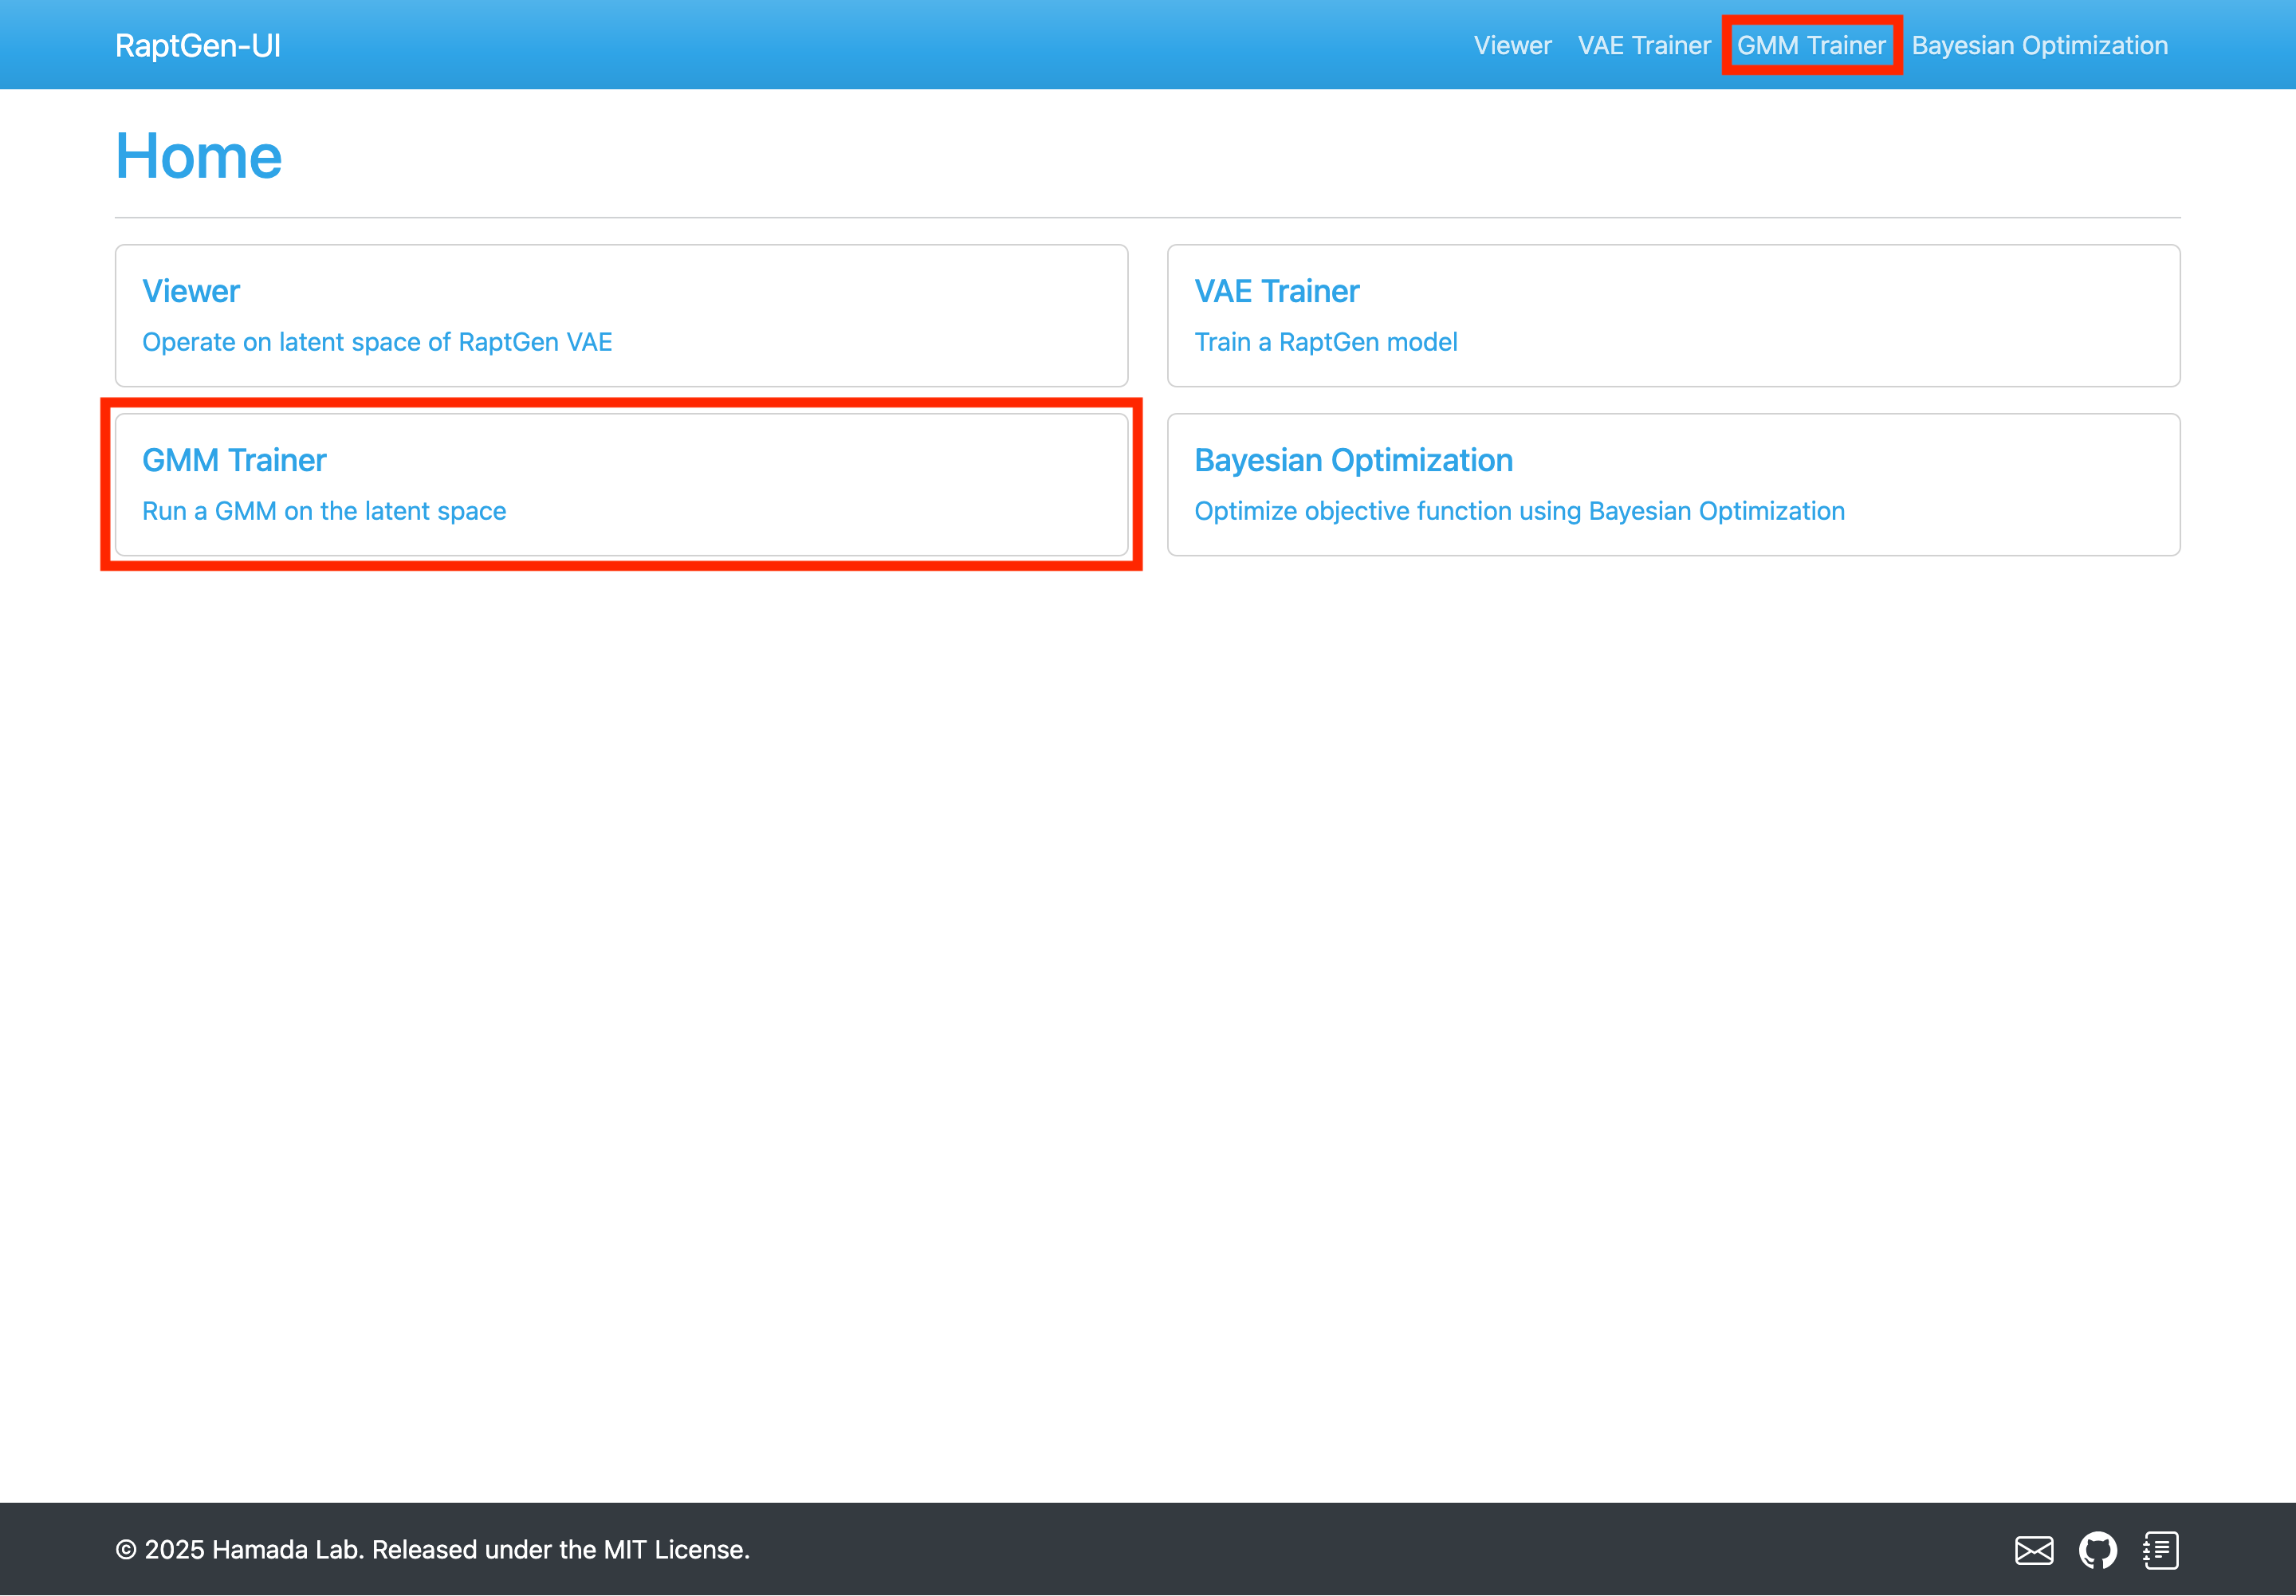 RaptGen-UI
Viewer VAE Trainer GMM Trainer Bayesian Optimization
Home
Viewer
Operate on latent space of RaptGen VAE
VAE Trainer
Train a RaptGen model
GMM Trainer
Run a GMM on the latent space
Bayesian Optimization
Optimize objective function using Bayesian Optimization
© 2025 Hamada Lab. Released under the MIT License.